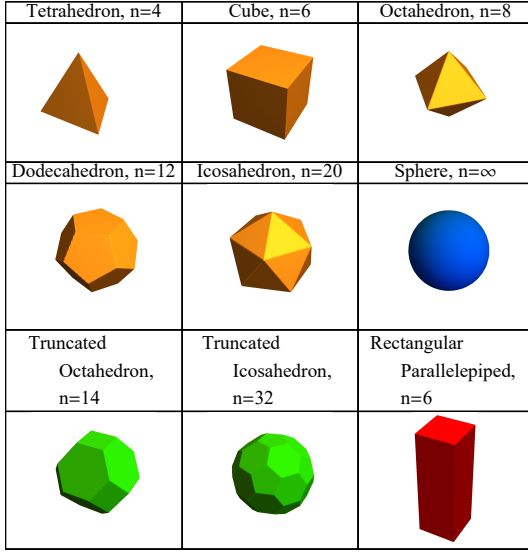 Tetrahedron, n=4
Cube, n=6
Octahedron, n=8
Dodecahedron, n=12
Icosahedron, n=20
Sphere, n=∞
Truncated
Octahedron,
n=14
Truncated
Icosahedron,
n=32
Rectangular
Parallelepiped,
n=6